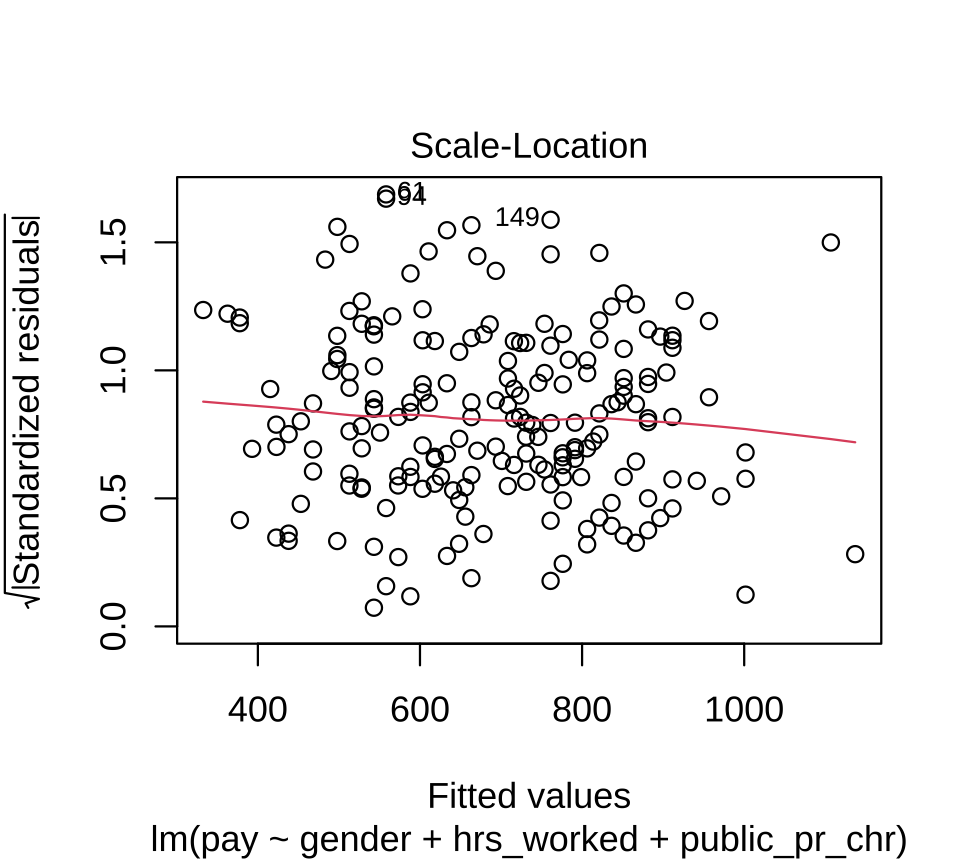 Scale-Location
√|Standardized residuals|
0.0 0.5 1.0 1.5
61
94
149
400 600 800 1000
Fitted values
lm(pay ~ gender + hrs_worked + public_pr_chr)